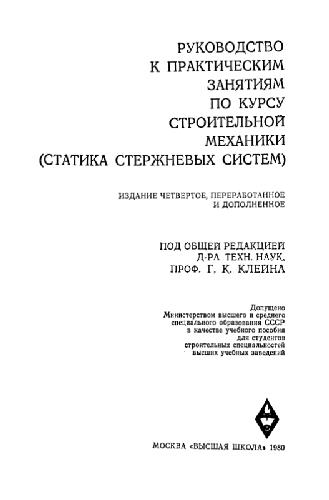 РУКОВОДСТВО
К ПРАКТИЧЕСКИМ
ЗАНЯТИЯМ
ПО КУРСУ
СТРОИТЕЛЬНОЙ
МЕХАНИКИ
(СТАТИКА СТЕРЖНЕВЫХ СИСТЕМ)
ИЗДАНИЕ ЧЕТВЕРТОЕ, ПЕРЕРАБОТАННОЕ
И ДОПОЛНЕННОЕ
ПОД ОБЩЕЙ РЕДАКЦИЕЙ
Д-РА ТЕХН. НАУК,
ПРОФ. Г. К. КЛЕЙНА
Допущено
Министерством высшего и среднего
специального образования СССР
в качестве учебного пособия
для студентов
строительных специальностей
высших учебных заведений
МОСКВА «ВЫСШАЯ ШКОЛА» 1980